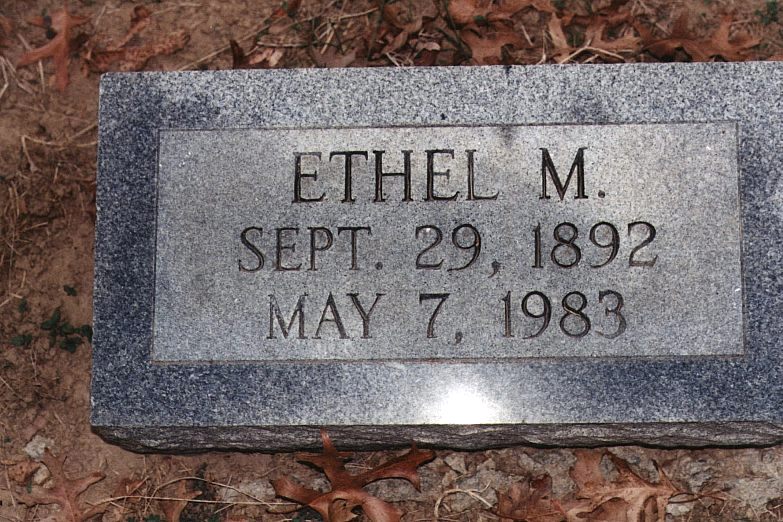 ETHEL M.
SEPT. 29, 1892
MAY 7, 1983